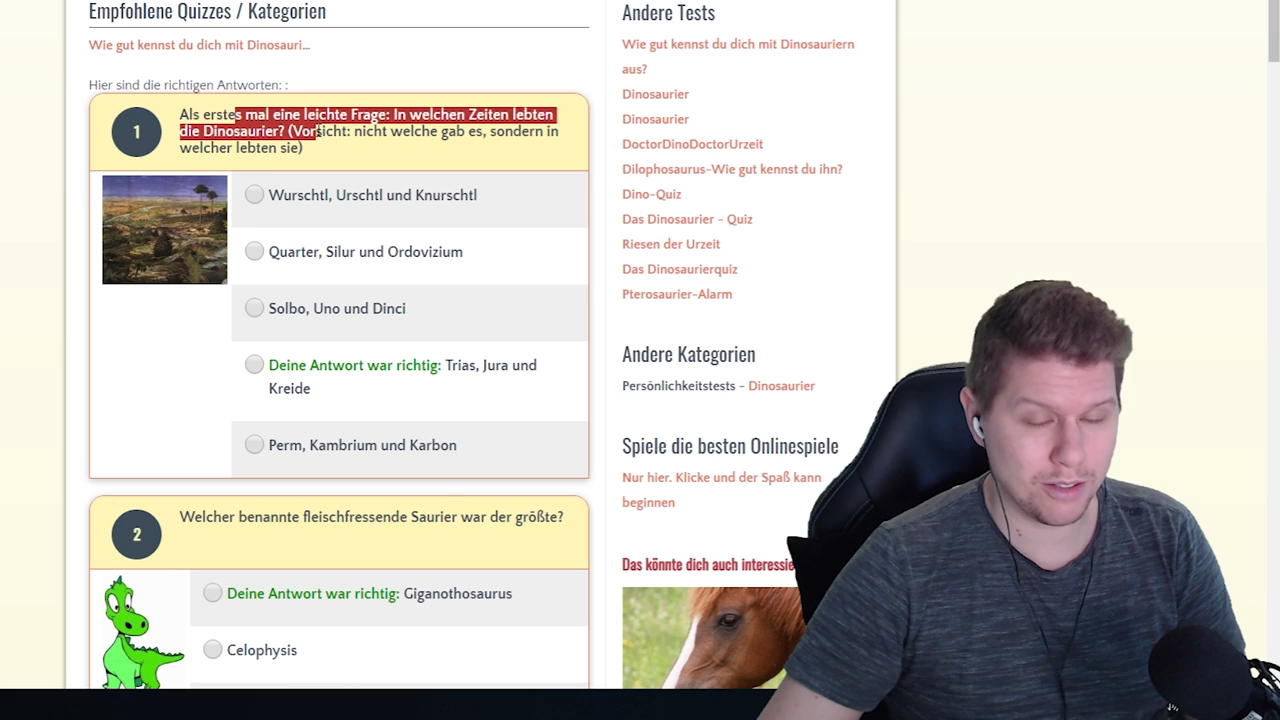 Empfohlene Quizzes / Kategorien
Wie gut kennst du dich mit Dinosauri...
Hier sind die richtigen Antworten: :
1
Als erstes mal eine leichte Frage: In welchen Zeiten lebten
die Dinosaurier? (Vorsicht: nicht welche gab es, sondern in
welcher lebten sie)
Wurschtl, Urschtl und Knurschtl
Quarter, Silur und Ordovizium
Solbo, Uno und Dinci
Deine Antwort war richtig: Trias, Jura und
Kreide
Perm, Kambrium und Karbon
2
Welcher benannte fleischfressende Saurier war der größte?
Deine Antwort war richtig: Giganothosaurus
Celophysis
Andere Tests
Wie gut kennst du dich mit Dinosauriern
aus?
Dinosaurier
Dinosaurier
DoctorDinoDoctorUrzeit
Dilophosaurus-Wie gut kennst du ihn?
Dino-Quiz
Das Dinosaurier - Quiz
Riesen der Urzeit
Das Dinosaurierquiz
Pterosaurier-Alarm
Andere Kategorien
Persönlichkeitstests - Dinosaurier
Spiele die besten Onlinespiele
Nur hier. Klicke und der Spaß kann
beginnen
Das könnte dich auch interessie